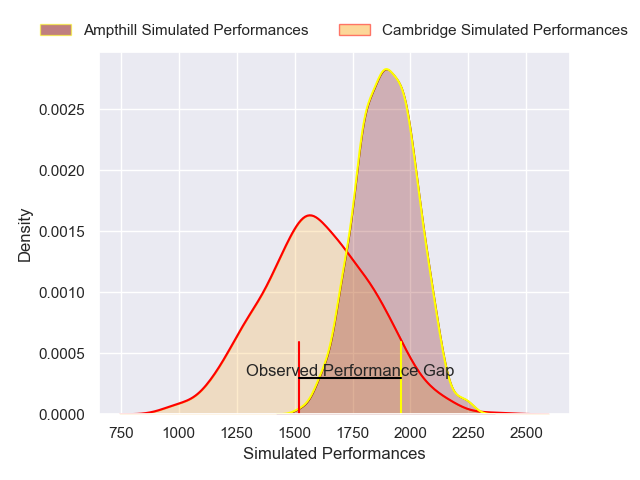 Ampthill Simulated Performances Cambridge Simulated Performances
0.0025
0.0020
0.0015
0.0010
0.0005
0.0000
Density
Observed Performance Gap
750 1000 1250 1500 1750 2000 2250 2500
Simulated Performances